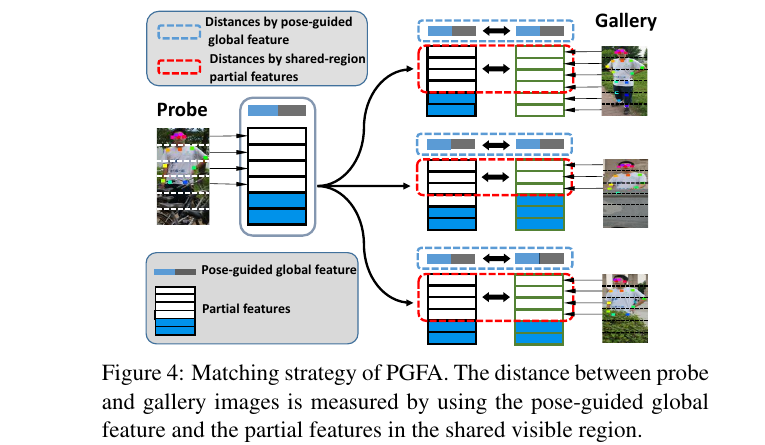 Distances by pose-guided
global feature
Distances by shared-region
partial features
Gallery
Probe
Pose-guided global feature
Partial features
Figure 4: Matching strategy of PGFA. The distance between probe
and gallery images is measured by using the pose-guided global
feature and the partial features in the shared visible region.